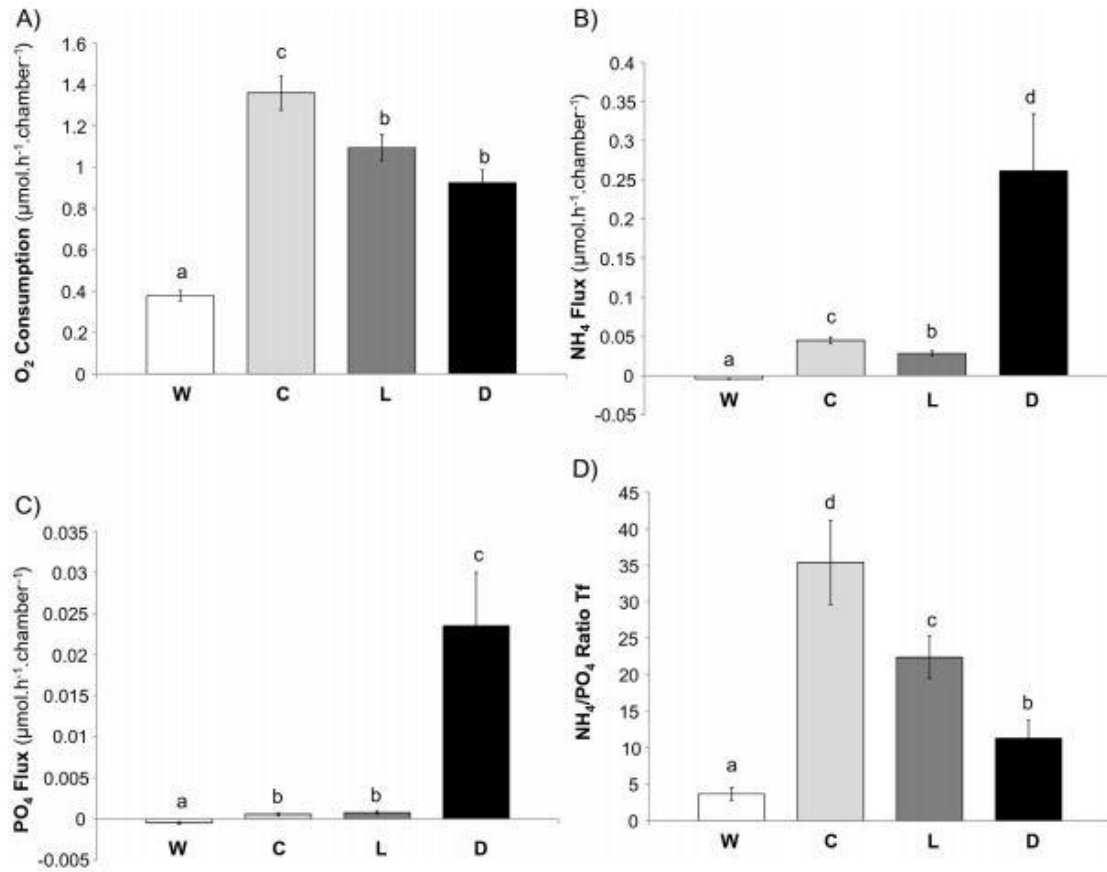 A)
O₂ Consumption (µmol.h⁻¹.chamber⁻¹)
1.6
1.4
1.2
1
0.8
0.6
0.4
0.2
0
a
c
b
b
W C L D
B)
NH₄ Flux (µmol.h⁻¹.chamber⁻¹)
0.4
0.35
0.3
0.25
0.2
0.15
0.1
0.05
0
-0.05
a
c
b
d
W C L D
C)
PO₄ Flux (µmol.h⁻¹.chamber⁻¹)
0.035
0.03
0.025
0.02
0.015
0.01
0.005
0
-0.005
a
b
b
c
W C L D
D)
NH₄/PO₄ Ratio Tf
45
40
35
30
25
20
15
10
5
0
a
d
c
b
W C L D